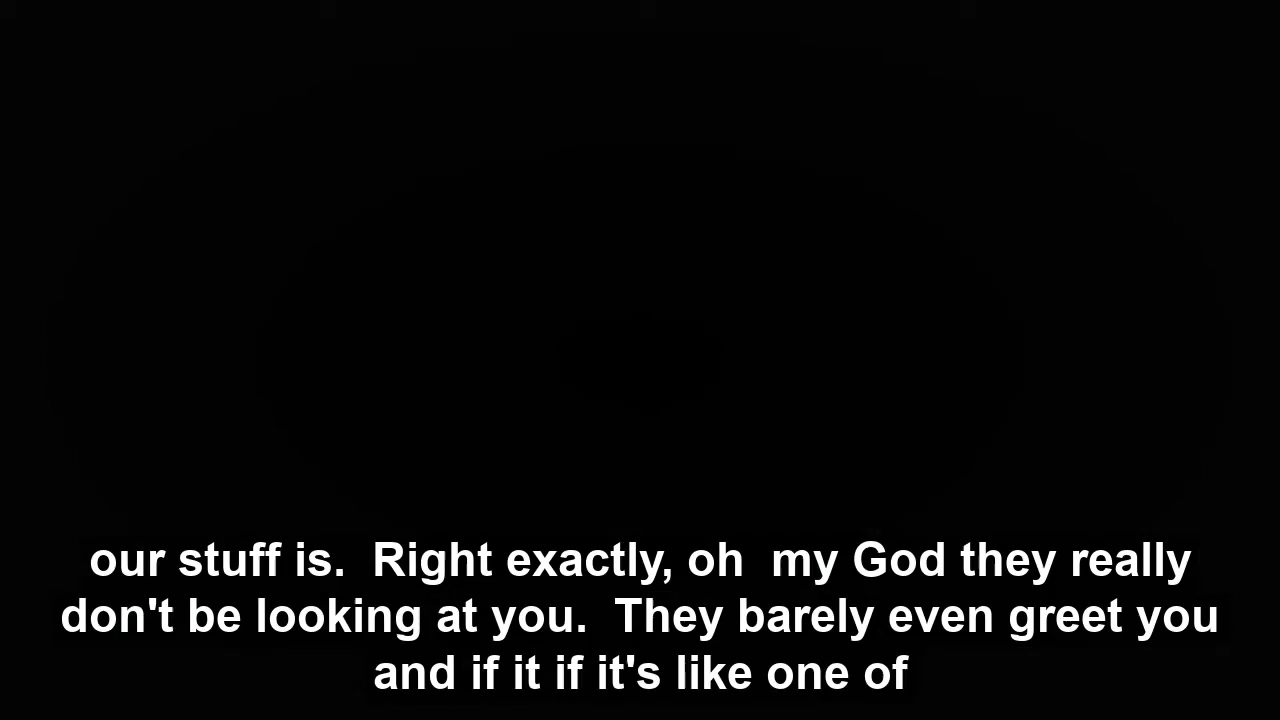 our stuff is.  Right exactly, oh  my God they really
don't be looking at you.  They barely even greet you
and if it if it's like one of